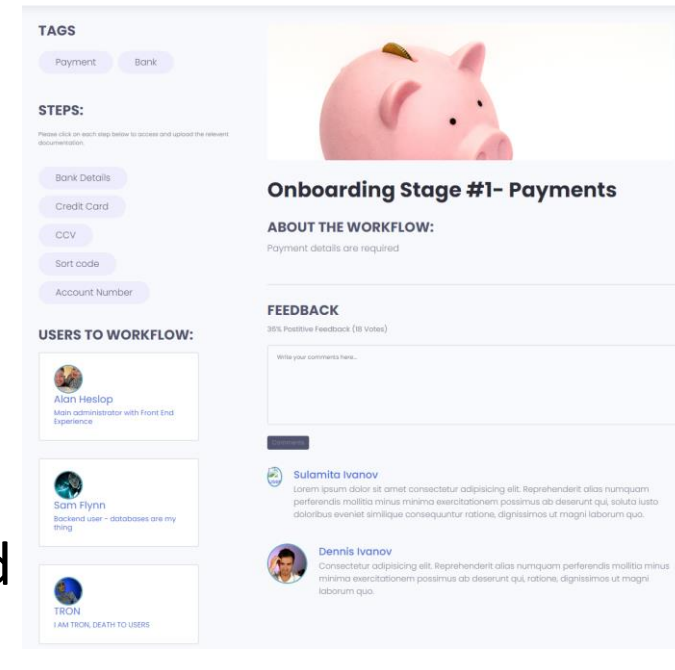 TAGS
Payment Bank
STEPS:
Please click on each step below to access and upload the relevent
documentation.
Bank Details
Credit Card
CCV
Sort code
Account Number
USERS TO WORKFLOW:
Alan Heslop
Main administrator with Front End
Experience
Sam Flynn
Backend user - databases are my
thing
TRON
I AM TRON, DEATH TO USERS
d
Onboarding Stage #1- Payments
ABOUT THE WORKFLOW:
Payment details are required
FEEDBACK
36% Postitive Feedback (18 Votes)
Write your comments here...
Comments
Sulamita Ivanov
Lorem ipsum dolor sit amet consectetur adipisicing elit. Reprehenderit alias numquam
perferendis mollitia minus minima exercitationem possimus ab deserunt qui, soluta iusto
doloribus eveniet similique consequuntur ratione, dignissimos ut magni laborum quo.
Dennis Ivanov
Consectetur adipisicing elit. Reprehenderit alias numquam perferendis mollitia minus
minima exercitationem possimus ab deserunt qui, ratione, dignissimos ut magni
laborum quo.